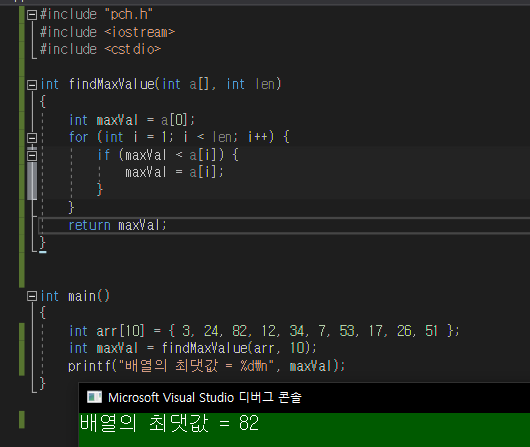 #include "pch.h"
#include <iostream>
#include <cstdio>
int findMaxValue(int a[], int len)
{
int maxVal = a[0];
for (int i = 1; i < len; i++) {
if (maxVal < a[i]) {
maxVal = a[i];
}
}
return maxVal;
}
int main()
{
int arr[10] = { 3, 24, 82, 12, 34, 7, 53, 17, 26, 51 };
int maxVal = findMaxValue(arr, 10);
printf("배열의 최댓값 = %d₩n", maxVal);
}
Microsoft Visual Studio 디버그 콘솔
배열의 최댓값 = 82